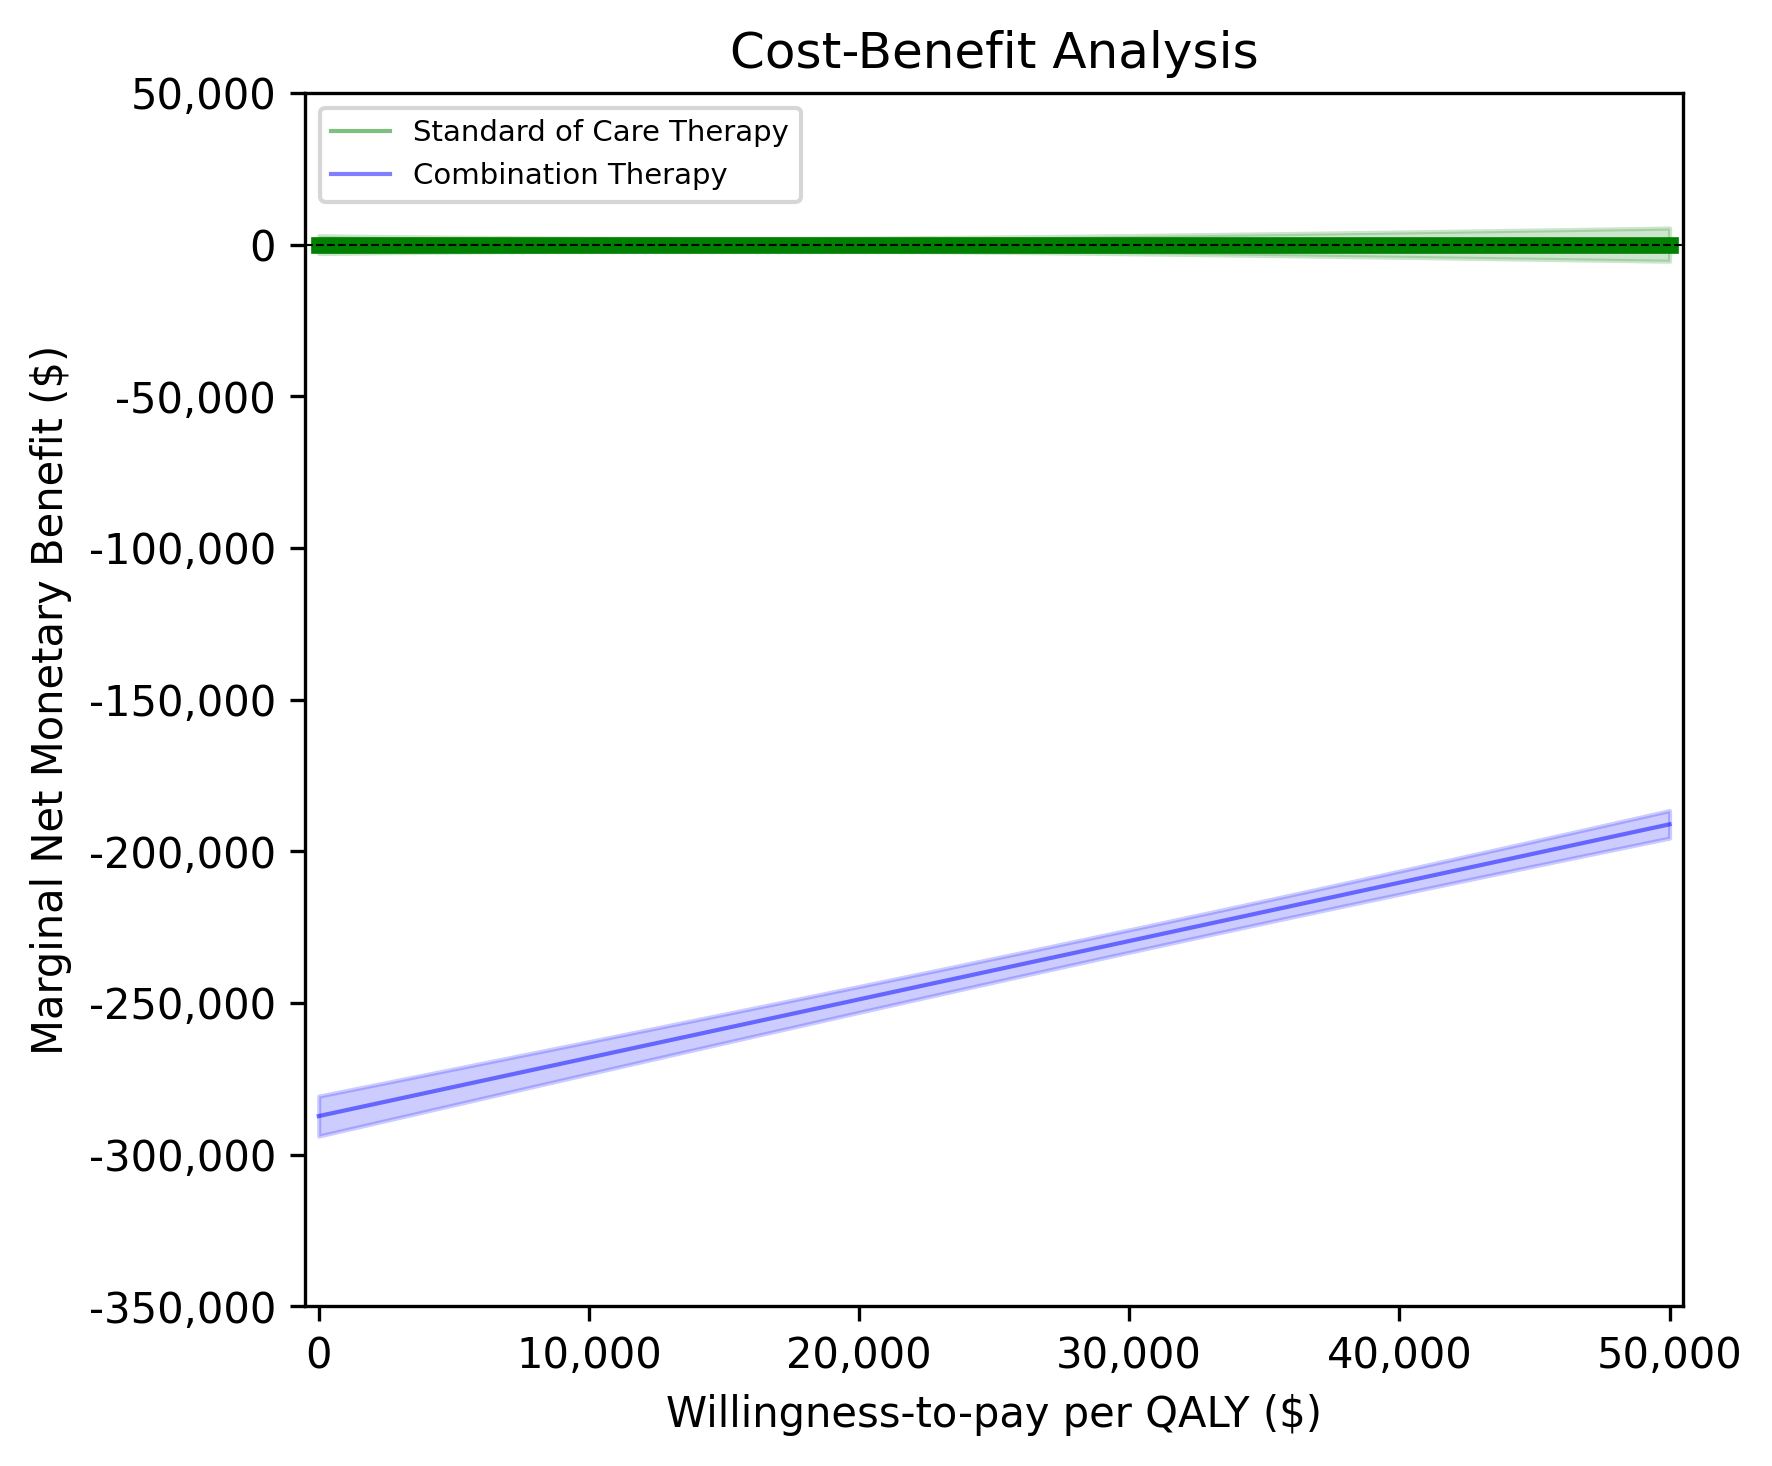 Cost-Benefit Analysis
Standard of Care Therapy
Combination Therapy
Marginal Net Monetary Benefit ($)
50,000
0
-50,000
-100,000
-150,000
-200,000
-250,000
-300,000
-350,000
0 10,000 20,000 30,000 40,000 50,000
Willingness-to-pay per QALY ($)